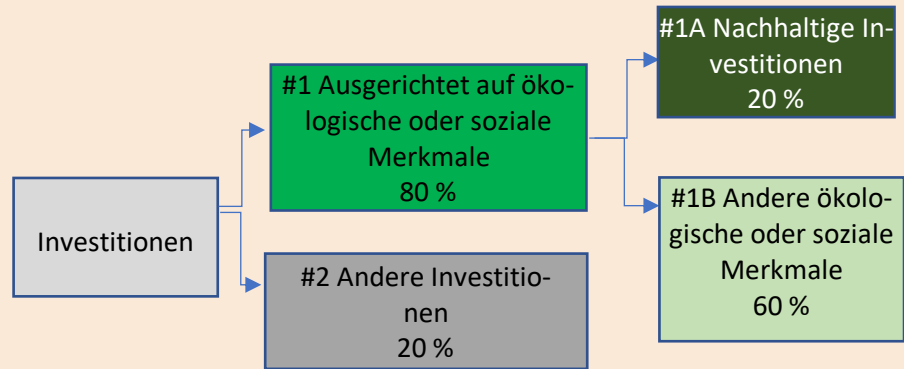 Investitionen
#1 Ausgerichtet auf öko-
logische oder soziale
Merkmale
80 %
#2 Andere Investitio-
nen
20 %
#1A Nachhaltige In-
vestitionen
20 %
#1B Andere ökolo-
gische oder soziale
Merkmale
60 %